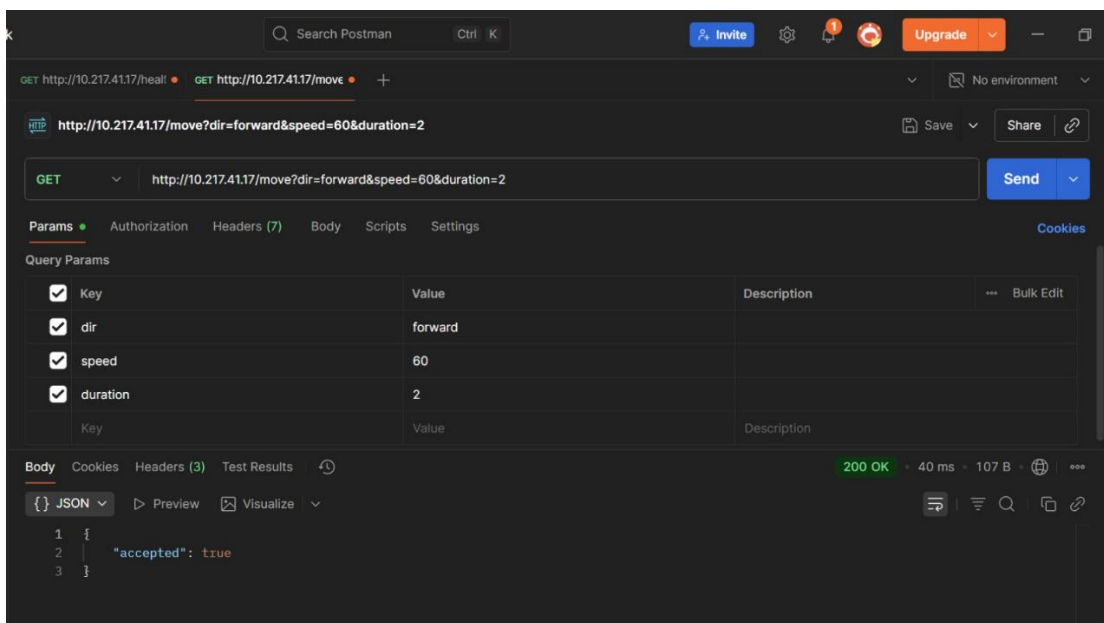 k
Search Postman Ctrl K Invite 1 Upgrade
GET http://10.217.41.17/heal GET http://10.217.41.17/move + No environment
HTTP http://10.217.41.17/move?dir=forward&speed=60&duration=2 Save Share
GET http://10.217.41.17/move?dir=forward&speed=60&duration=2 Send
Params Authorization Headers (7) Body Scripts Settings Cookies
Query Params
Key Value Description ••• Bulk Edit
dir forward
speed 60
duration 2
Key Value Description
Body Cookies Headers (3) Test Results 200 OK • 40 ms • 107 B •••
{} JSON Preview Visualize
1 {
2 "accepted": true
3 }